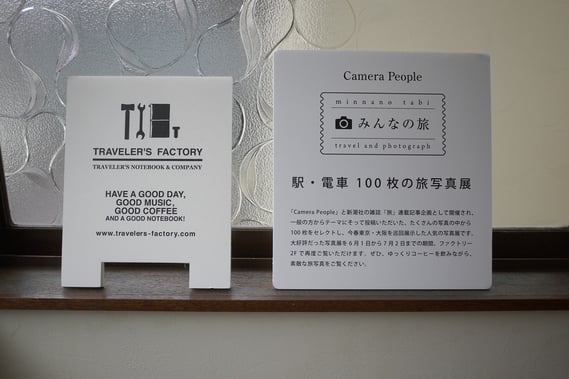 TRAVELER'S FACTORY
TRAVELER'S NOTEBOOK & COMPANY
HAVE A GOOD DAY,
GOOD MUSIC,
GOOD COFFEE
AND A GOOD NOTEBOOK!
www.travelers-factory.com
Camera People
minnano tabi
みんなの旅
travel and photograph
駅・電車 100 枚の旅写真展
「Camera People」と新潮社の雑誌「旅」連載記事企画として開催され、
一般の方からテーマにそって投稿いただいた、たくさんの写真の中から
100 枚をセレクトし、今春東京・大阪を巡回展示した人気の写真展です。
大好評だった写真展を 6 月 1 日から 7 月 2 日までの期間、ファクトリー
2F で再度ご覧いただけます。ぜひ、ゆっくりコーヒーを飲みながら、
素敵な旅写真をご覧ください。